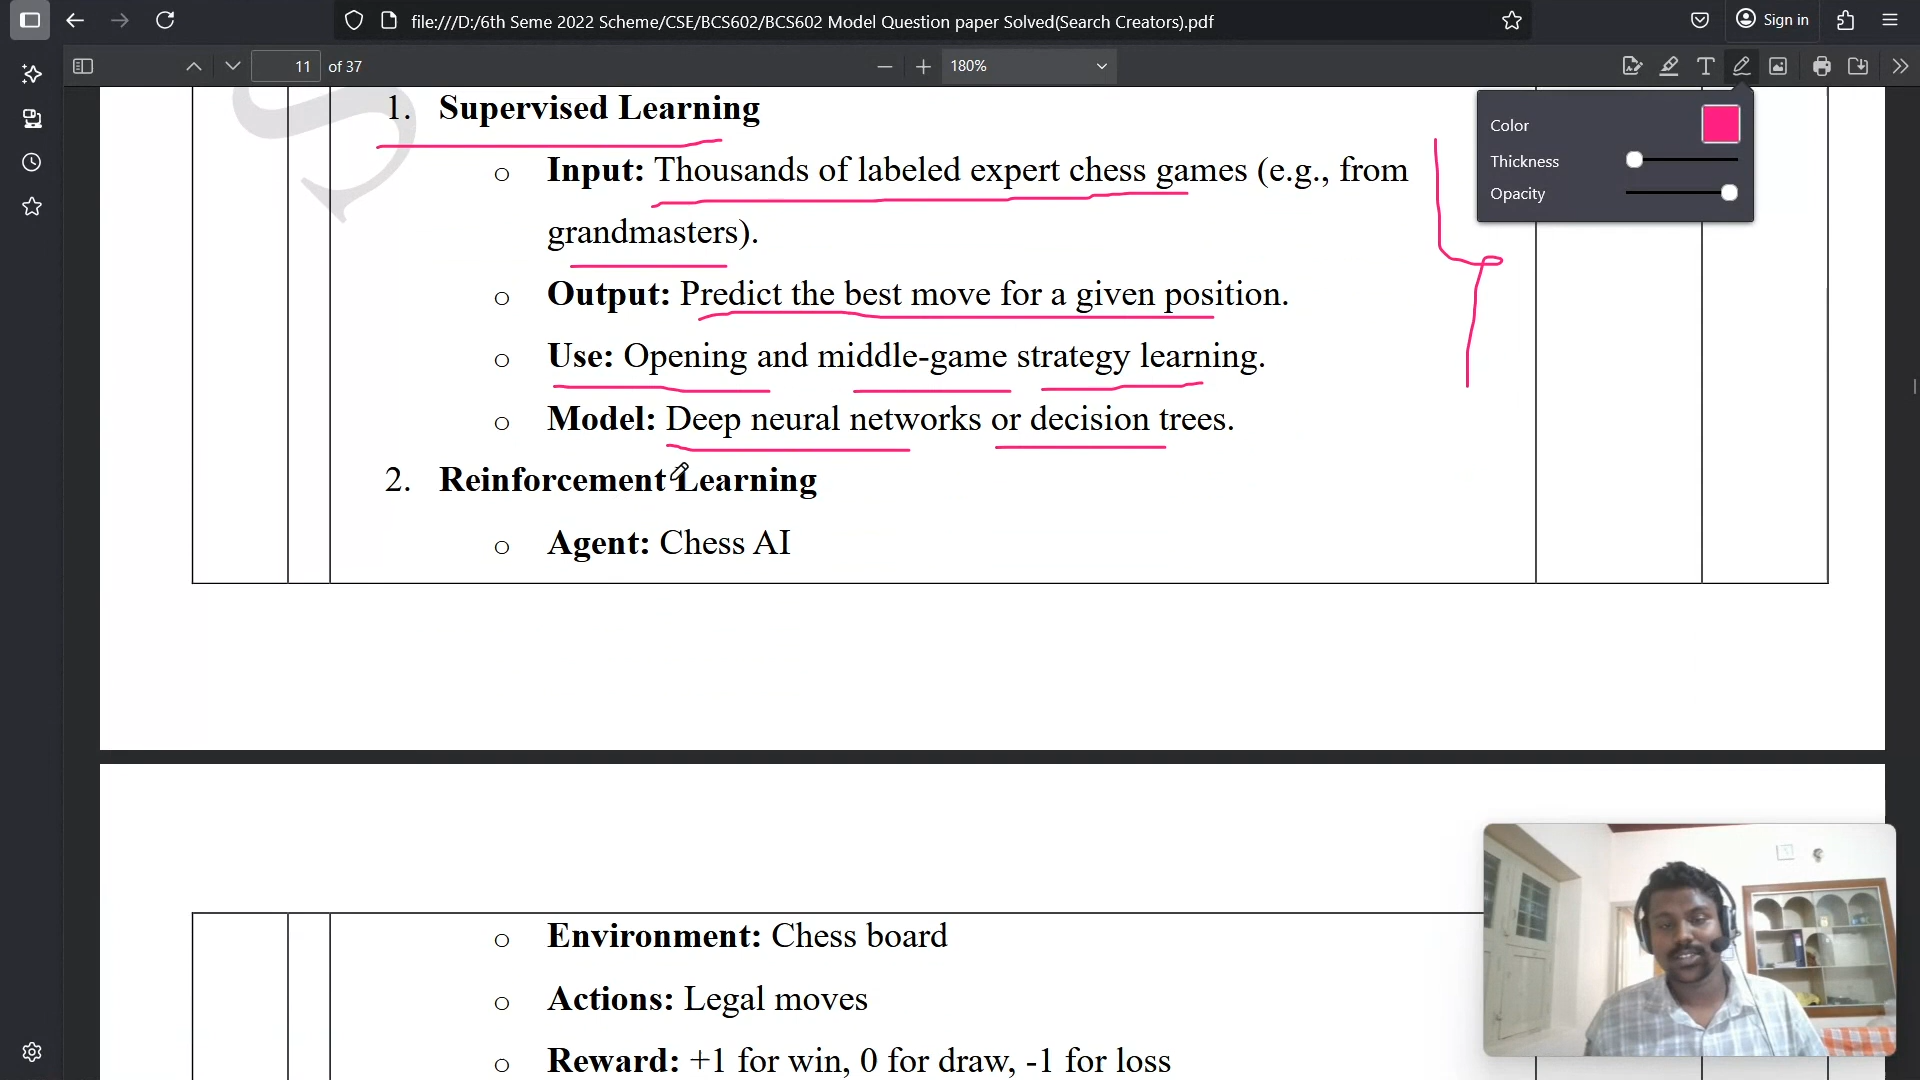 file:///D:/6th Seme 2022 Scheme/CSE/BCS602/BCS602 Model Question paper Solved(Search Creators).pdf
Sign in
11 of 37
180%
Color
Thickness
Opacity
1. Supervised Learning
o Input: Thousands of labeled expert chess games (e.g., from
grandmasters).
o Output: Predict the best move for a given position.
o Use: Opening and middle-game strategy learning.
o Model: Deep neural networks or decision trees.
2. Reinforcement Learning
o Agent: Chess AI
o Environment: Chess board
o Actions: Legal moves
o Reward: +1 for win, 0 for draw, -1 for loss